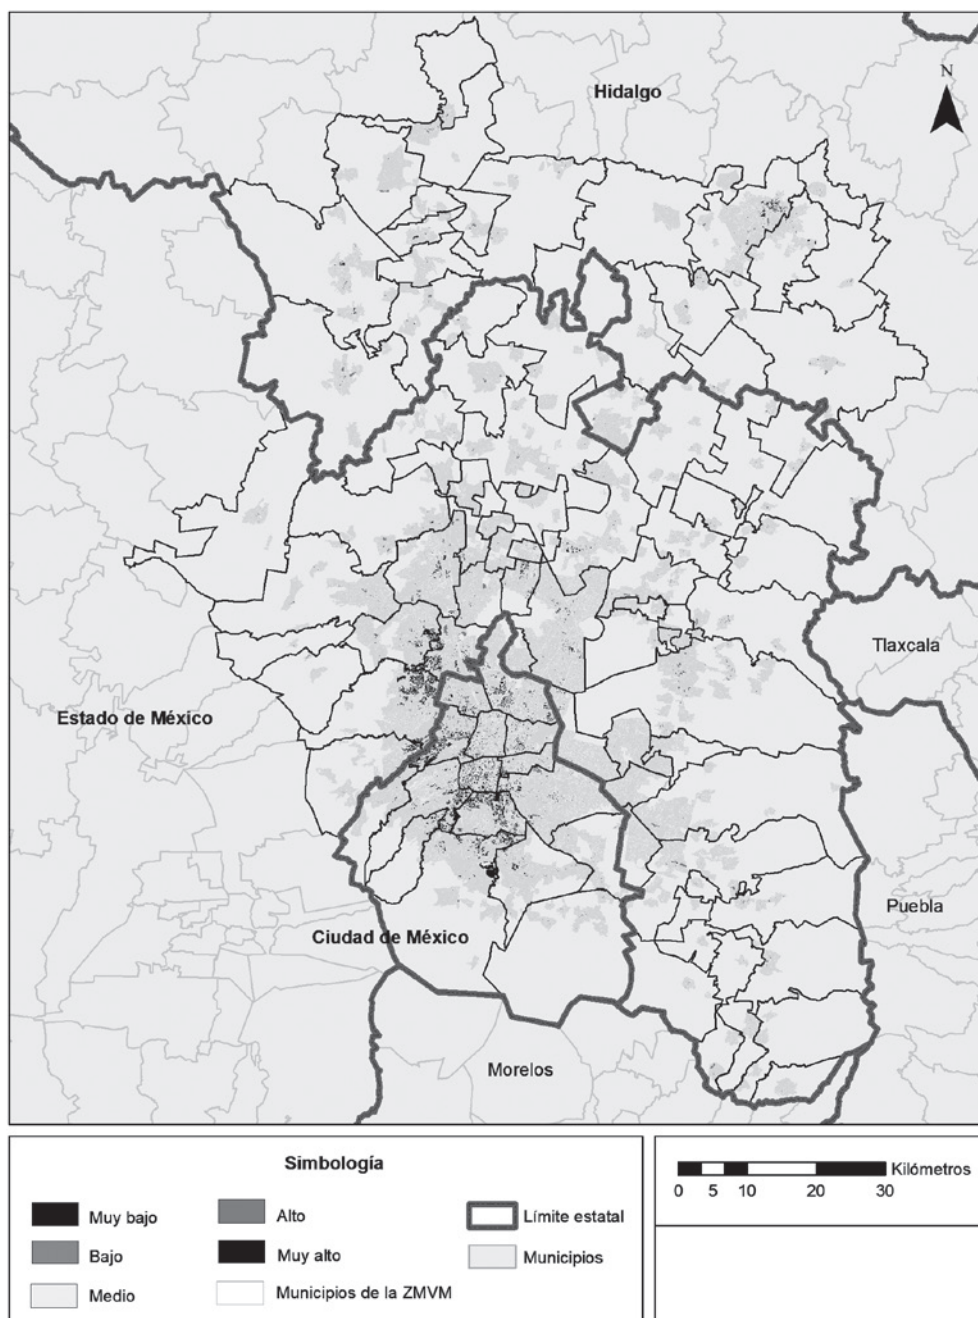 Hidalgo
N
Tlaxcala
Estado de México
Puebla
Ciudad de México
Morelos
Simbología
Muy bajo
Alto
Límite estatal
Bajo
Muy alto
Municipios
Medio
Municipios de la ZMVM
Kilómetros
0 5 10 20 30